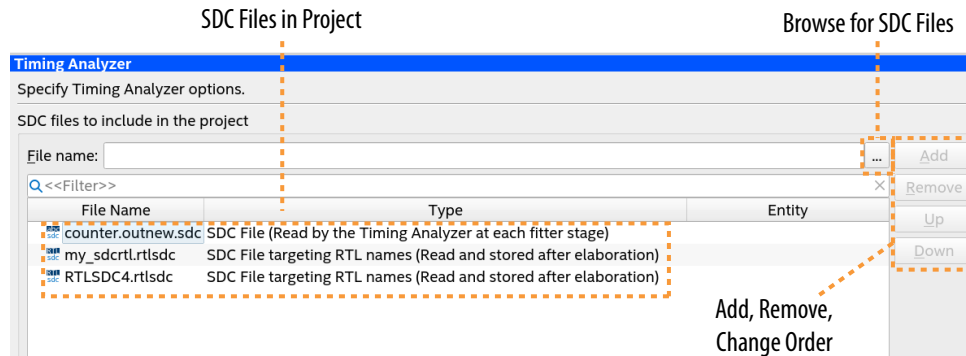 SDC Files in Project
Browse for SDC Files
Timing Analyzer
Specify Timing Analyzer options.
SDC files to include in the project
File name:
...
Add
<<Filter>>
Remove
File Name Type Entity
Up
counter.outnew.sdc SDC File (Read by the Timing Analyzer at each fitter stage)
my_sdcrtl.rtlsdc SDC File targeting RTL names (Read and stored after elaboration)
Down
RTLSDC4.rtlsdc SDC File targeting RTL names (Read and stored after elaboration)
Add, Remove,
Change Order